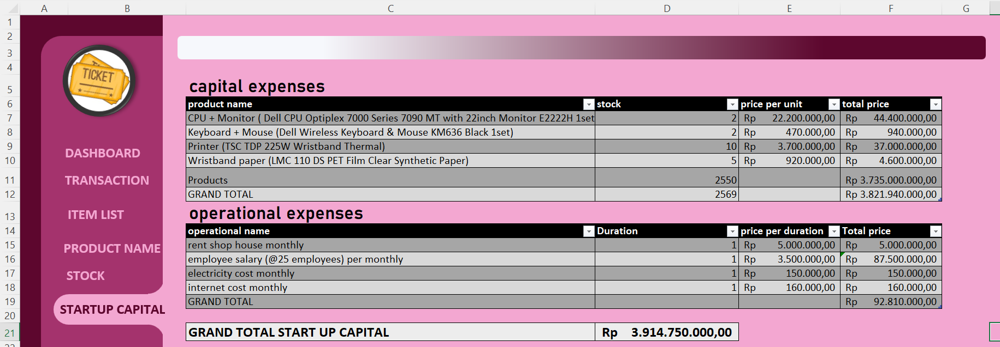 A B C D E F G
1
2
3
4
5 capital expenses
6 product name stock price per unit total price
7 CPU + Monitor ( Dell CPU Optiplex 7000 Series 7090 MT with 22inch Monitor E2222H 1set 2 Rp 22.200.000,00 Rp 44.400.000,00
8 Keyboard + Mouse (Dell Wireless Keyboard & Mouse KM636 Black 1set) 2 Rp 470.000,00 Rp 940.000,00
9 Printer (TSC TDP 225W Wristband Thermal) 10 Rp 3.700.000,00 Rp 37.000.000,00
10 Wristband paper (LMC 110 DS PET Film Clear Synthetic Paper) 5 Rp 920.000,00 Rp 4.600.000,00
11 Products 2550 Rp 3.735.000.000,00
12 GRAND TOTAL 2569 Rp 3.821.940.000,00
13 operational expenses
14 operational name Duration price per duration Total price
15 rent shop house monthly 1 Rp 5.000.000,00 Rp 5.000.000,00
16 employee salary (@25 employees) per monthly 1 Rp 3.500.000,00 Rp 87.500.000,00
17 electricity cost monthly 1 Rp 150.000,00 Rp 150.000,00
18 internet cost monthly 1 Rp 160.000,00 Rp 160.000,00
19 GRAND TOTAL Rp 92.810.000,00
20
21 GRAND TOTAL START UP CAPITAL Rp 3.914.750.000,00
TICKET
DASHBOARD
TRANSACTION
ITEM LIST
PRODUCT NAME
STOCK
STARTUP CAPITAL